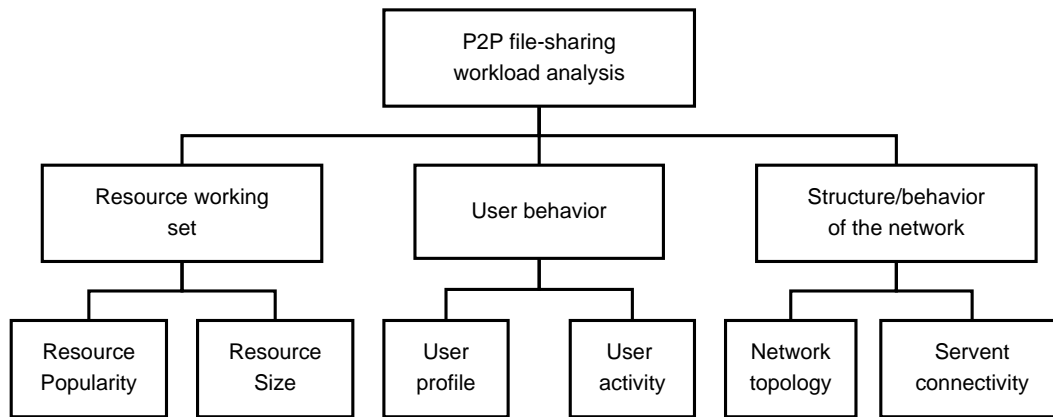 P2P file-sharing
workload analysis
Resource working
set
User behavior
Structure/behavior
of the network
Resource
Popularity
Resource
Size
User
profile
User
activity
Network
topology
Servent
connectivity